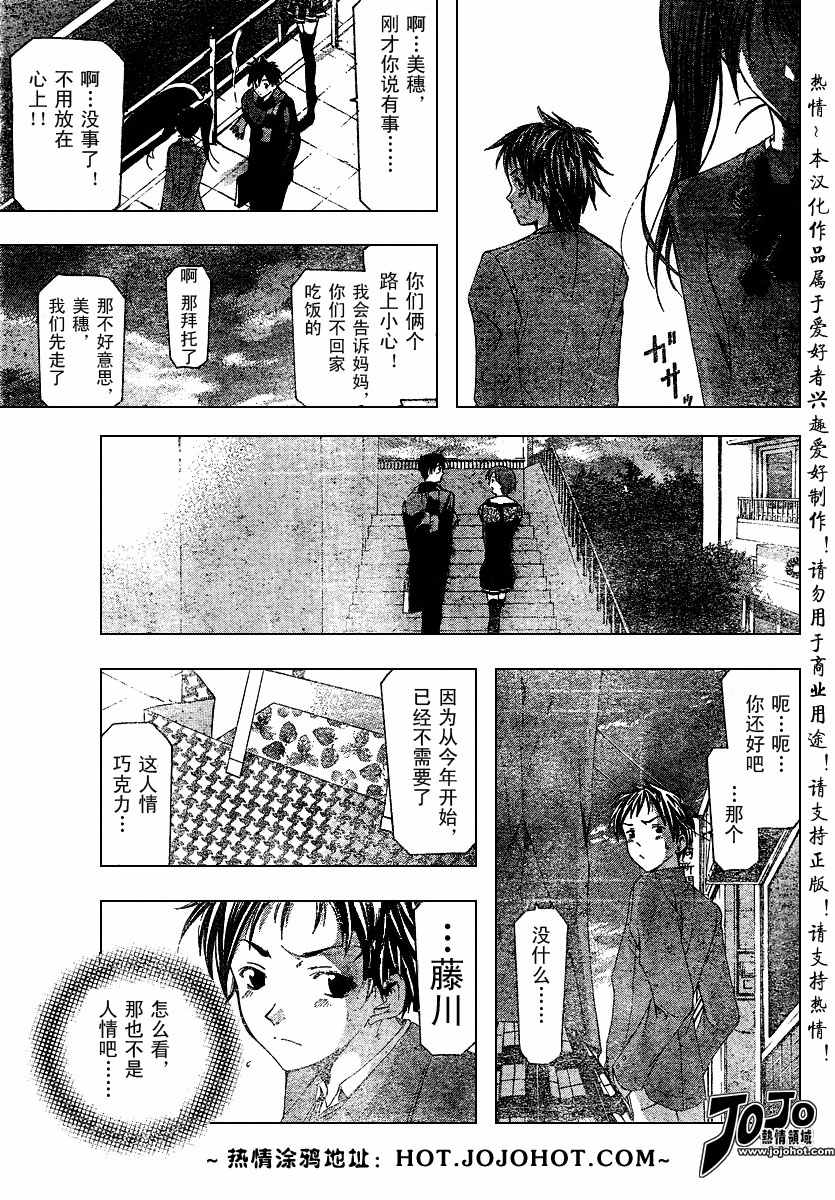 ガサッ
啊…美穗，
刚才你说有事……
啊…没事了！
不用放在
心上！！
你们俩个
路上小心！
我会告诉妈妈，
你们不回家
吃饭的
啊 那拜托了
那不好意思，
美穗，
我们先走了
呃…呃…
你还好吧
…那个
没什么……
因为从今年开始，
已经不需要了
这人情
巧克力…
…藤川
怎么看，
那也不是
人情吧……
热情～本汉化作品属于爱好者兴趣爱好制作！请勿用于商业用途！请支持正版！请支持热情！
JOJO
热情领域
www.jojohot.com
～热情涂鸦地址：HOT.JOJOHOT.COM～